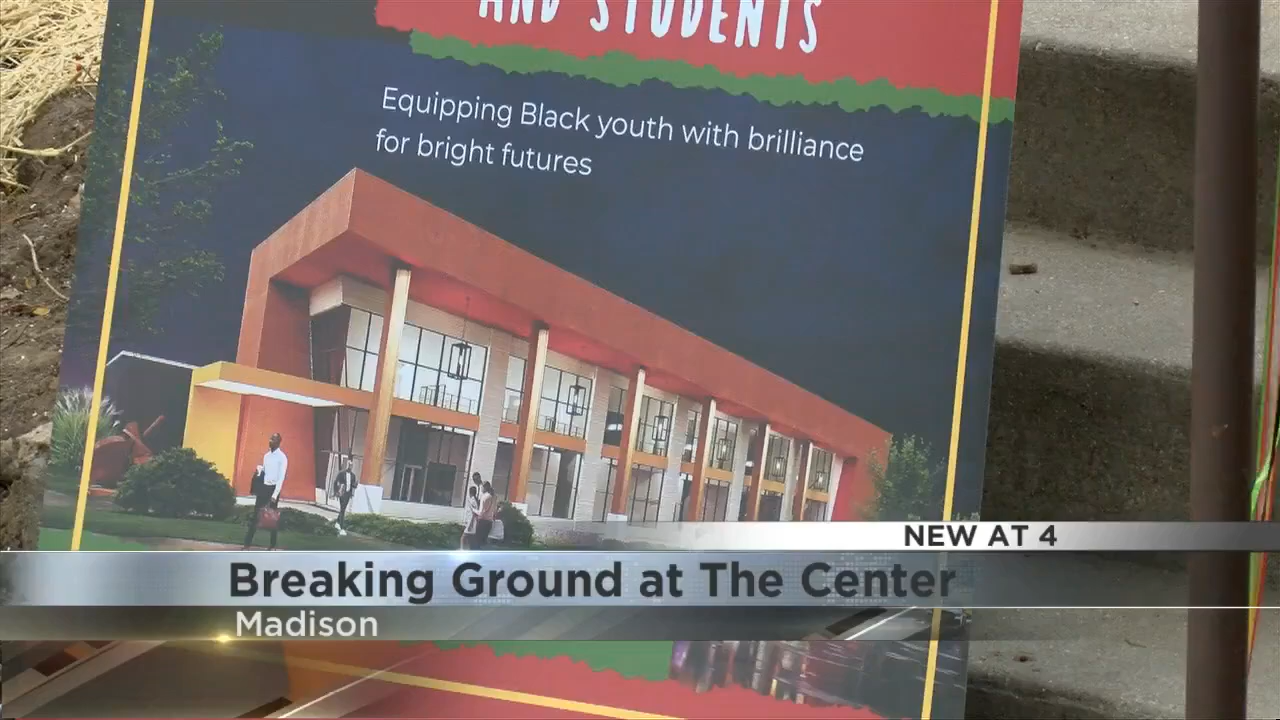 AND STUDENTS
Equipping Black youth with brilliance
for bright futures
NEW AT 4
Breaking Ground at The Center
Madison